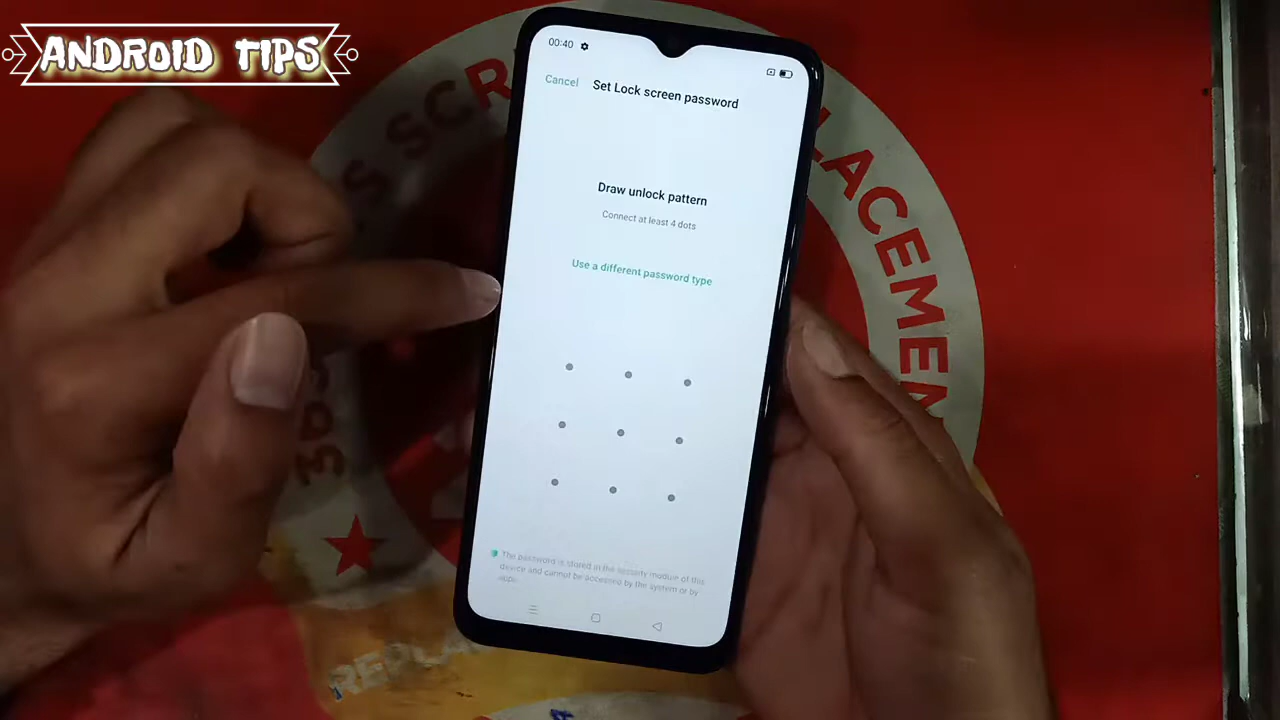 ANDROID TIPS
00:40
Cancel
Set Lock screen password
Draw unlock pattern
Connect at least 4 dots
Use a different password type
The password is stored in the security module of this
device and cannot be accessed by the system or by
apps.